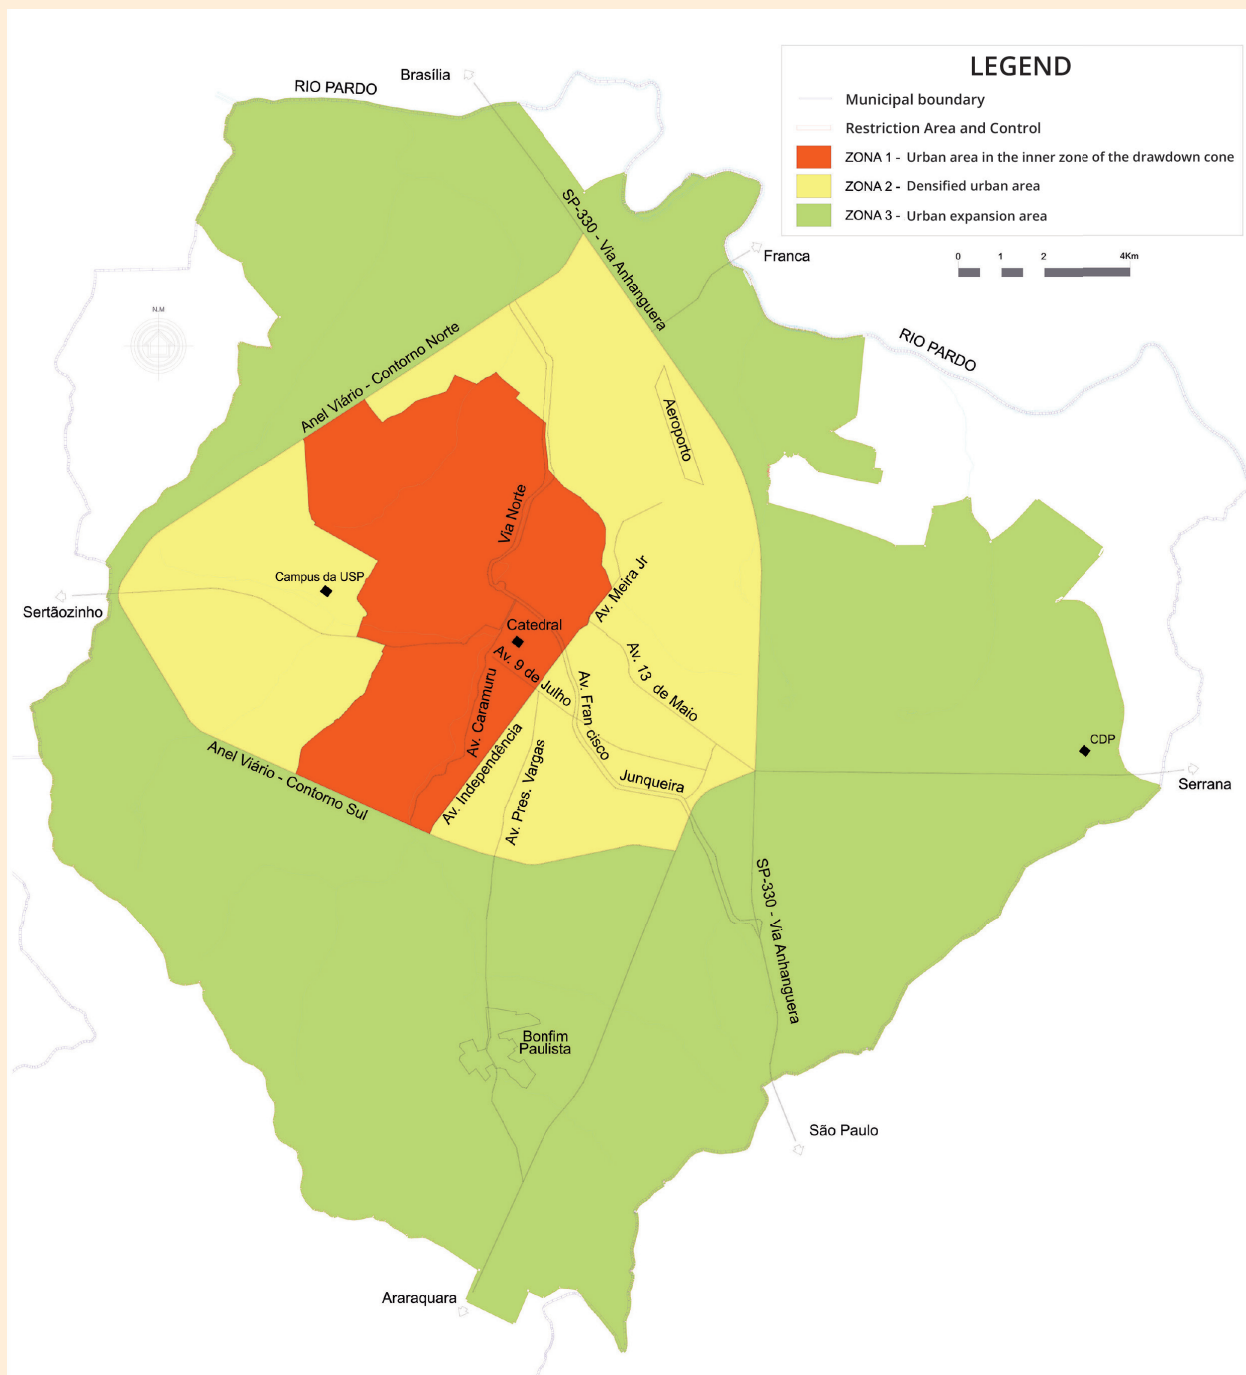 LEGEND
Municipal boundary
Restriction Area and Control
ZONA 1 - Urban area in the inner zone of the drawdown cone
ZONA 2 - Densified urban area
ZONA 3 - Urban expansion area
0 1 2 4Km
Brasília
RIO PARDO
SP-330 - Via Anhanguera
Franca
N.M
RIO PARDO
Anel Viário - Contorno Norte
Aeroporto
Via Norte
Campus da USP
Av. Meira Jr
Sertãozinho
Catedral
Av. 9 de Julho
Av. 13 de Maio
Av. Caramuru
Av. Fran cisco
Junqueira
Av. Independência
Av. Pres. Vargas
Anel Viário - Contorno Sul
CDP
Serrana
SP-330 - Via Anhanguera
Bonfim
Paulista
São Paulo
Araraquara